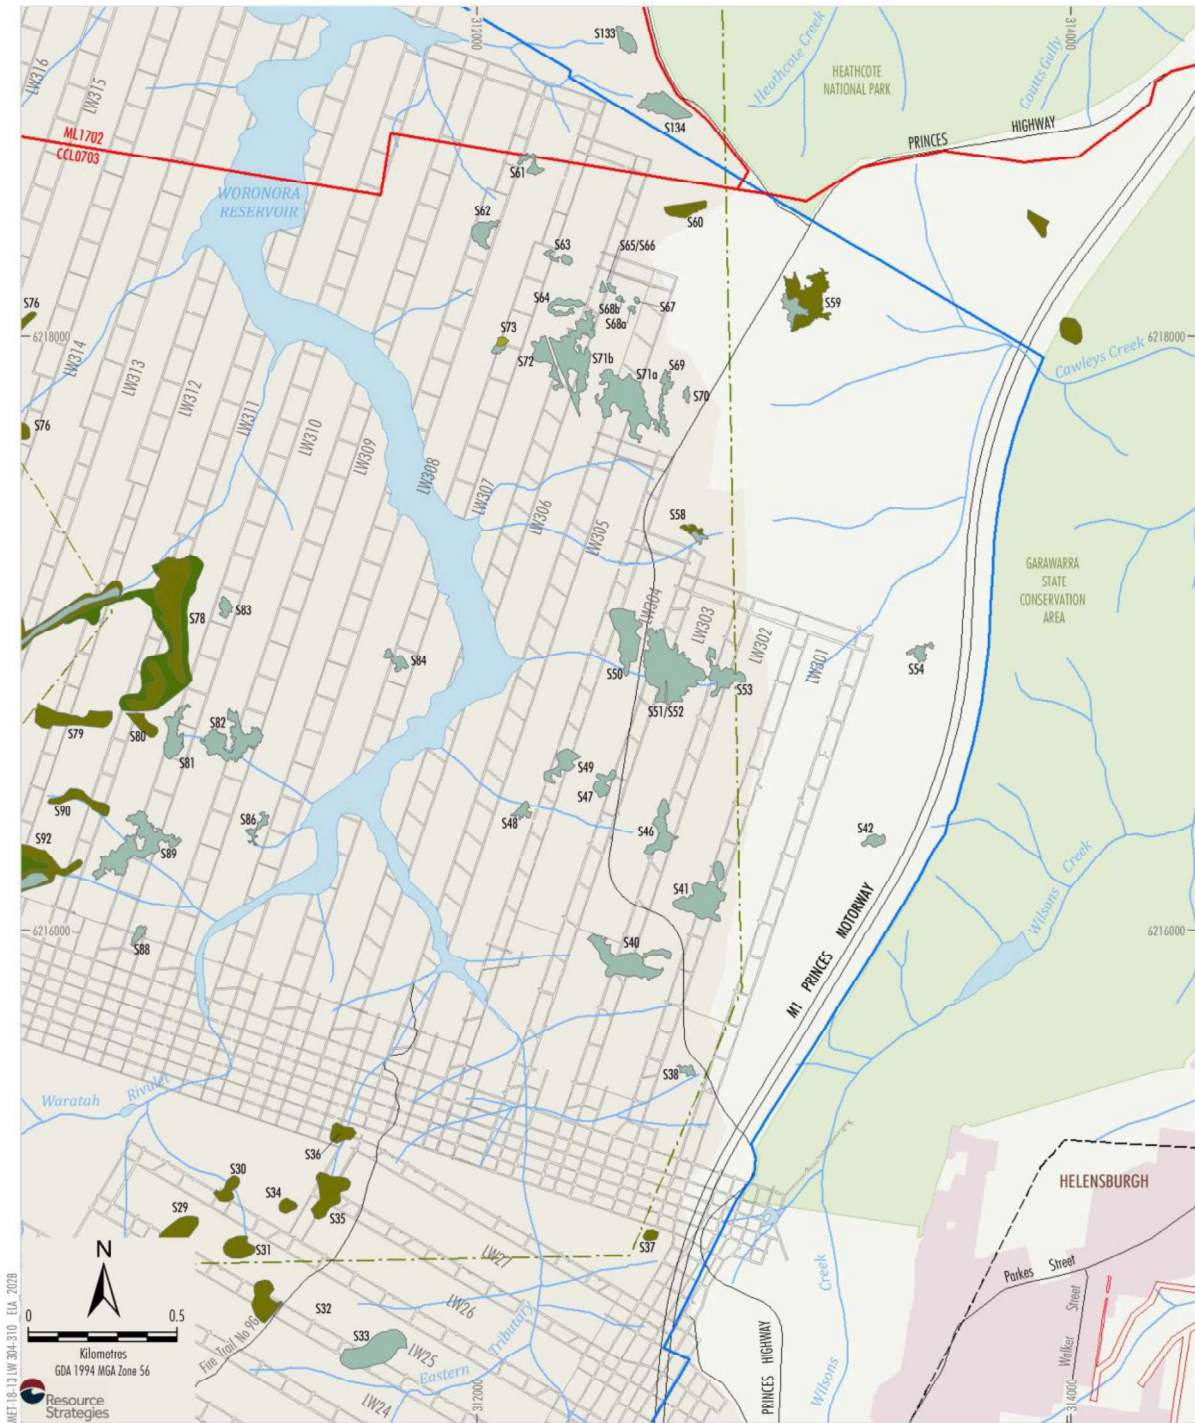 S133
312000
314000
Heathcote Creek
HEATHCOTE
NATIONAL PARK
Coutts Gully
LW316
LW315
S134
PRINCES
HIGHWAY
ML1702
CCL0703
S61
WORONORA
RESERVOIR
S62
S60
S63
S65/S66
S76
S64
S68b
S67
S59
S68a
6218000
S73
6218000
LW314
S72
S71b
S71a
S69
S70
Cawleys Creek
LW313
LW312
LW311
S76
LW310
LW309
LW308
LW307
LW306
LW305
S58
GARAWARRA
STATE
CONSERVATION
AREA
S78
S83
LW304
LW303
LW302
LW301
S84
S50
S53
S54
S51/S52
S79
S80
S82
S81
S49
S47
S90
S86
S48
S46
S42
S92
S89
S41
Wilsons Creek
M1 PRINCES MOTORWAY
S88
S40
6216000
6216000
S38
Waratah Rivulet
S36
S30
S34
S35
S29
S31
S37
HELENSBURGH
N
LW27
Parkes Street
Wilsons Creek
0
0.5
Kilometres
GDA 1994 MGA Zone 56
S32
LW26
Fire Trail No 9G
S33
LW25
Eastern Tributary
LW24
Walker Street
PRINCES HIGHWAY
312000
314000
Resource
Strategies
MET-18-13 LW 304-310 EIA 202B